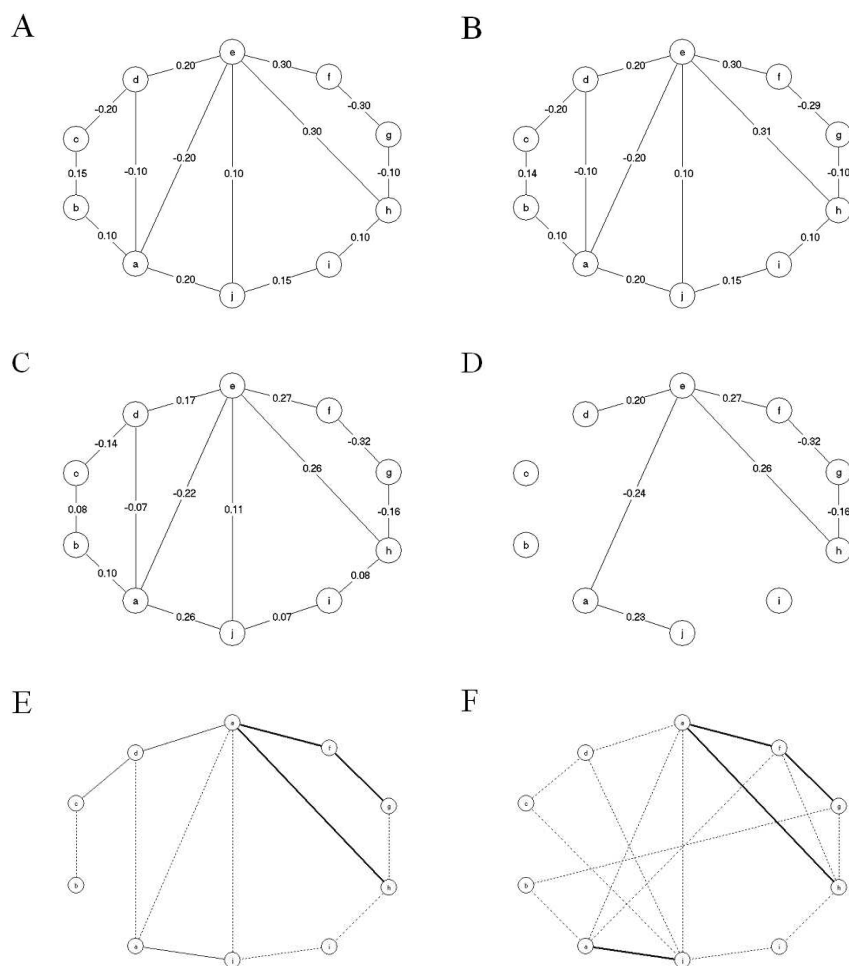 A
e
0.20
0.30
d
f
-0.20
-0.30
c
g
0.30
0.15
-0.10
-0.20
0.10
-0.10
b
h
0.10
0.10
a
i
0.20
0.15
j
B
e
0.20
0.30
d
f
-0.20
-0.29
c
g
0.31
0.14
-0.10
-0.20
0.10
-0.10
b
h
0.10
0.10
a
i
0.20
0.15
j
C
e
0.17
0.27
d
f
-0.14
-0.32
c
g
0.26
0.08
-0.07
-0.22
0.11
-0.16
b
h
0.10
0.08
a
i
0.26
0.07
j
D
e
0.20
0.27
d
f
-0.32
c
g
0.26
-0.24
-0.16
b
h
a
i
0.23
j
E
d
f
c
g
b
h
a
i
F
d
f
c
g
b
h
a
i